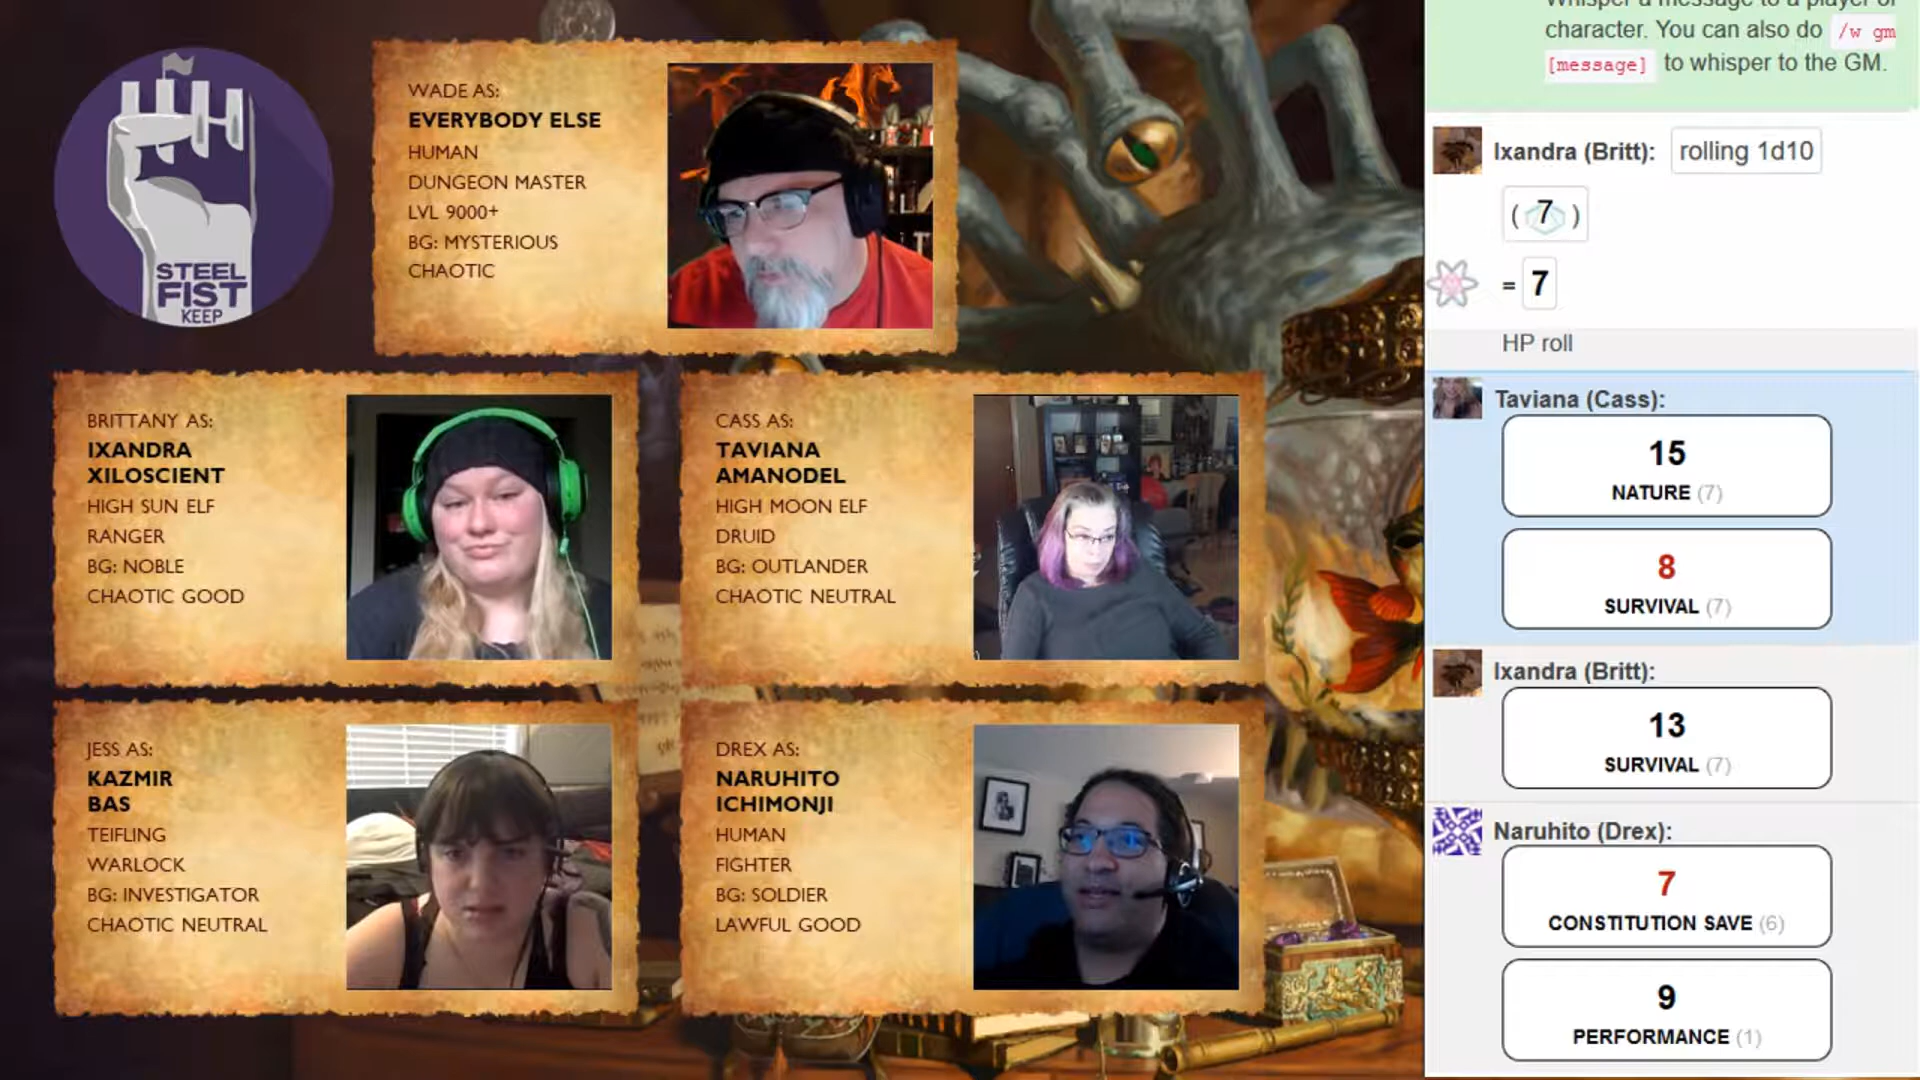 STEEL
FIST
KEEP
WADE AS:
EVERYBODY ELSE
HUMAN
DUNGEON MASTER
LVL 9000+
BG: MYSTERIOUS
CHAOTIC
BRITTANY AS:
IXANDRA
XILOSCIENT
HIGH SUN ELF
RANGER
BG: NOBLE
CHAOTIC GOOD
CASS AS:
TAVIANA
AMANODEL
HIGH MOON ELF
DRUID
BG: OUTLANDER
CHAOTIC NEUTRAL
JESS AS:
KAZMIR
BAS
TEIFLING
WARLOCK
BG: INVESTIGATOR
CHAOTIC NEUTRAL
DREX AS:
NARUHITO
ICHIMONJI
HUMAN
FIGHTER
BG: SOLDIER
LAWFUL GOOD
Whisper a message to a player or
character. You can also do /w gm
[message] to whisper to the GM.
Ixandra (Britt): rolling 1d10
(7)
= 7
HP roll
Taviana (Cass):
15
NATURE (7)
8
SURVIVAL (7)
Ixandra (Britt):
13
SURVIVAL (7)
Naruhito (Drex):
7
CONSTITUTION SAVE (6)
9
PERFORMANCE (1)